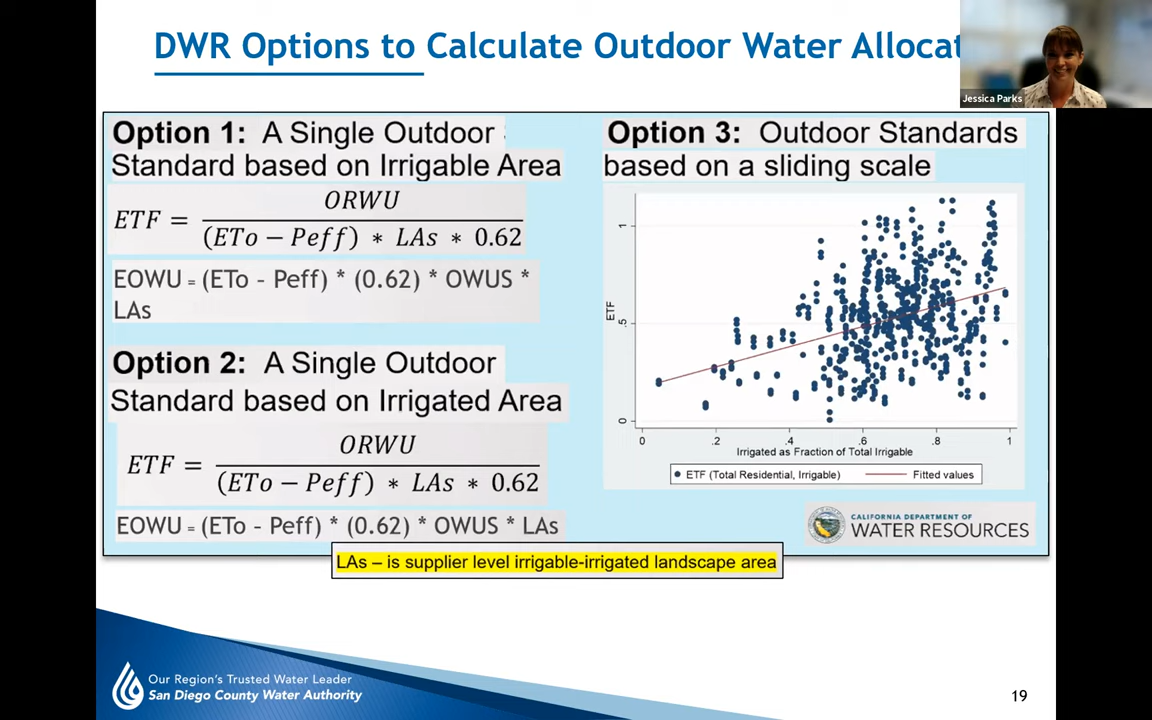 DWR Options to Calculate Outdoor Water
Jessica Parks
Option 1: A Single Outdoor
Standard based on Irrigable Area
ETF = ORWU
(ETo − Peff) * LAs * 0.62
EOWU = (ETo - Peff) * (0.62) * OWUS *
LAs
Option 2: A Single Outdoor
Standard based on Irrigated Area
ETF = ORWU
(ETo − Peff) * LAs * 0.62
EOWU = (ETo - Peff) * (0.62) * OWUS * LAs
Option 3: Outdoor Standards
based on a sliding scale
ETF
1
.5
0
0 .2 .4 .6 .8 1
Irrigated as Fraction of Total Irrigable
ETF (Total Residential, Irrigable) Fitted values
CALIFORNIA DEPARTMENT OF
WATER RESOURCES
LAs – is supplier level irrigable-irrigated landscape area
Our Region's Trusted Water Leader
San Diego County Water Authority
19